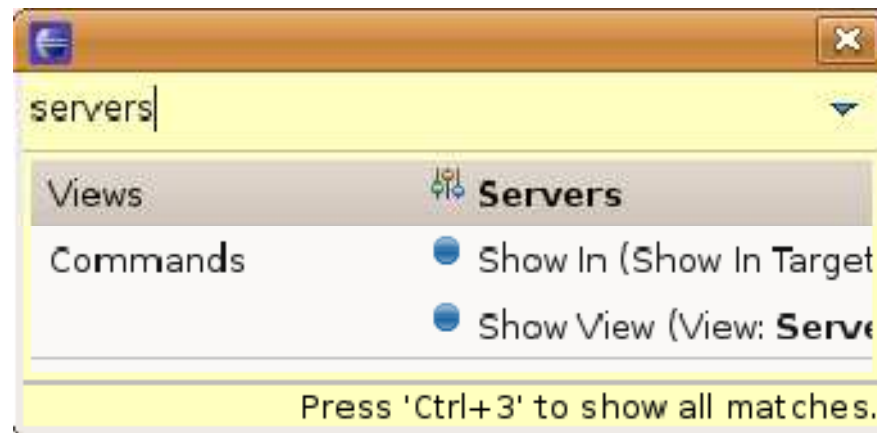 servers
Views Servers
Commands Show In (Show In Target
Show View (View: Serve
Press 'Ctrl+3' to show all matches.